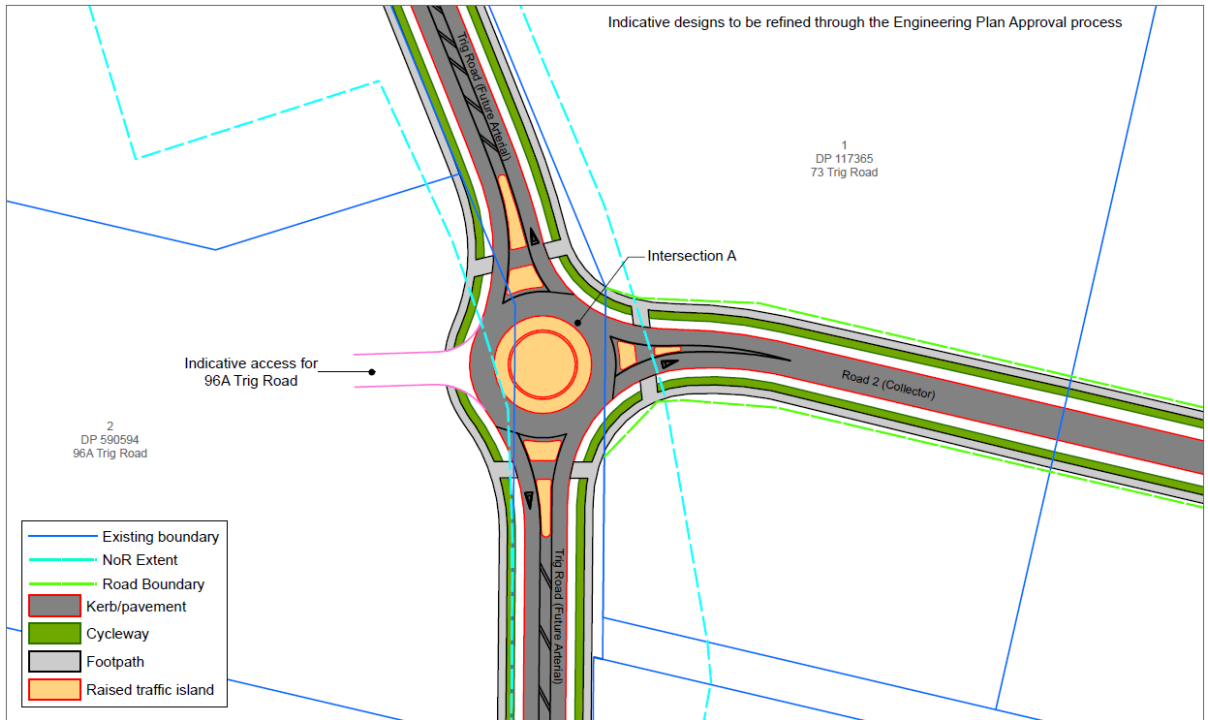 Indicative designs to be refined through the Engineering Plan Approval process
Trig Road (Future Arterial)
1
DP 117365
73 Trig Road
Intersection A
Indicative access for
96A Trig Road
Road 2 (Collector)
2
DP 590594
96A Trig Road
Trig Road (Future Arterial)
Existing boundary
NoR Extent
Road Boundary
Kerb/pavement
Cycleway
Footpath
Raised traffic island